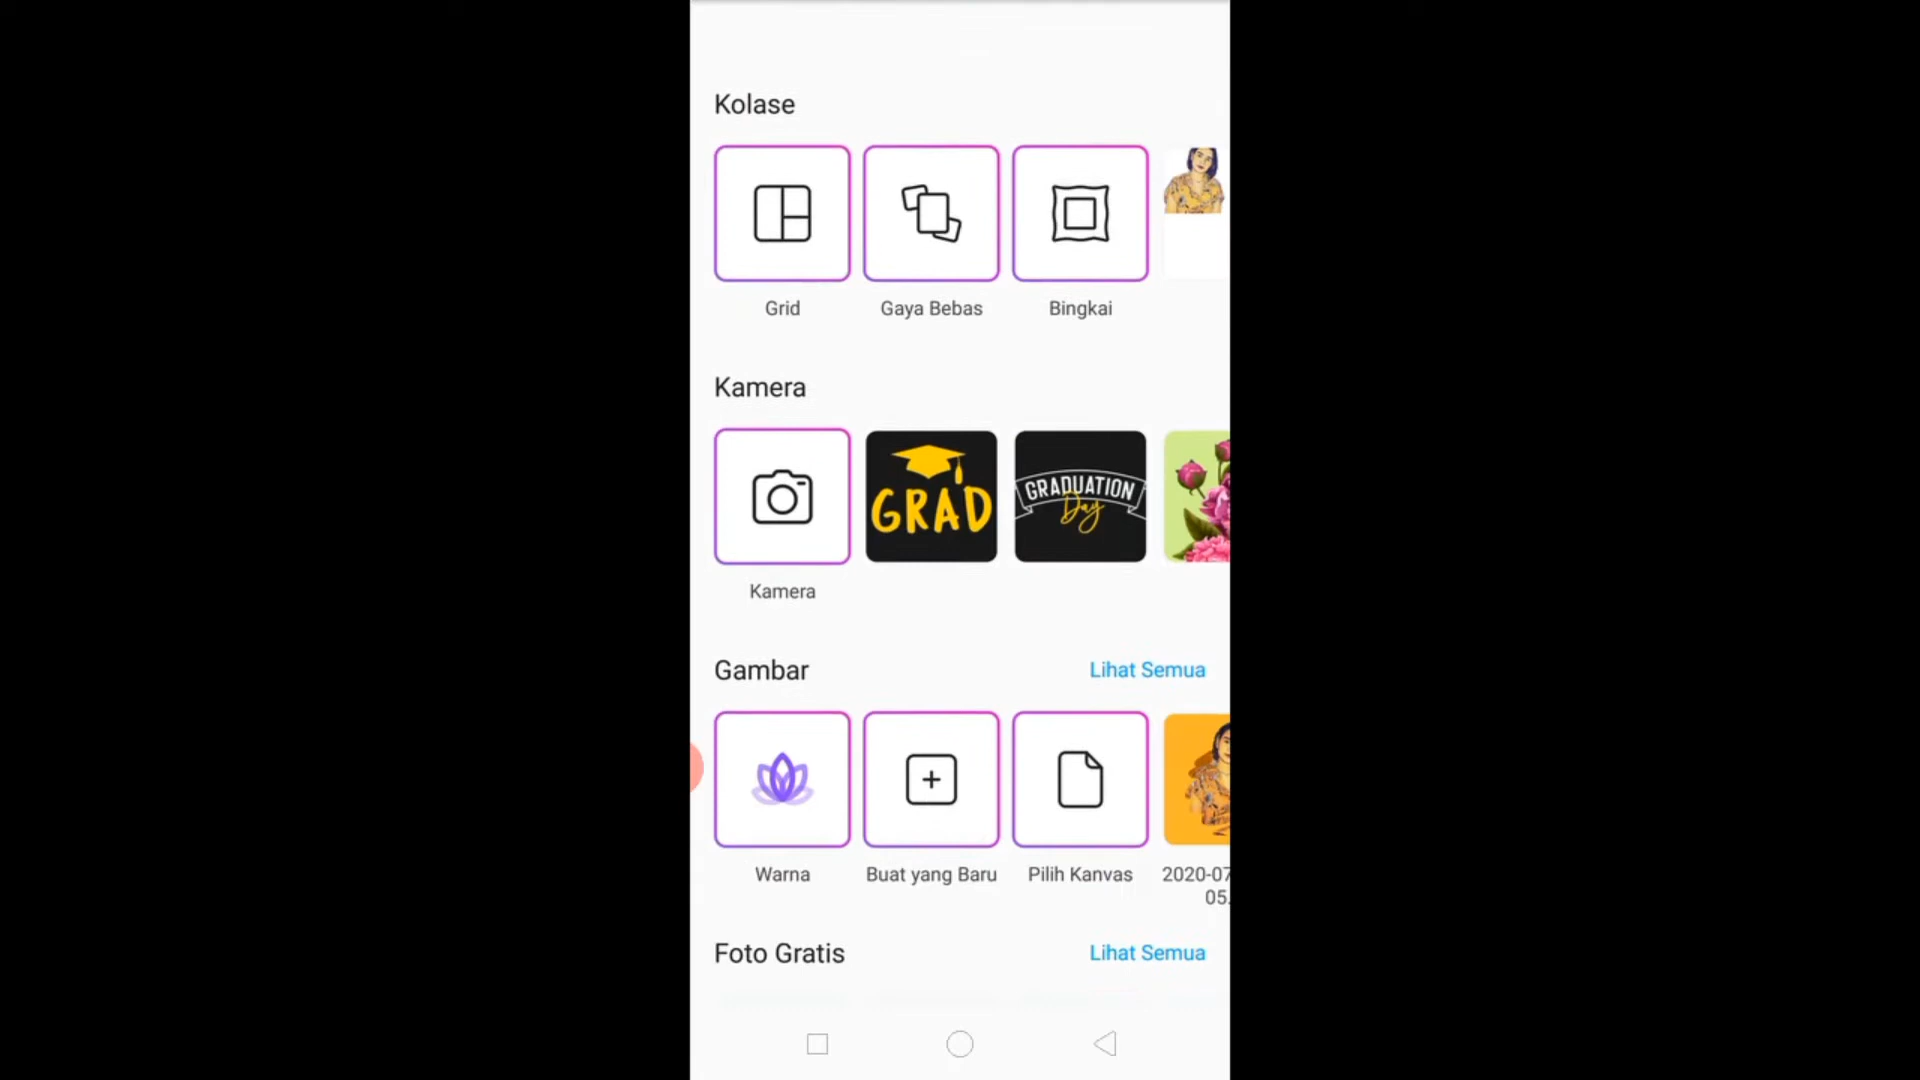 Kolase
Grid
Gaya Bebas
Bingkai
Kamera
GRAD
GRADUATION
Day
Kamera
Gambar
Lihat Semua
Warna
Buat yang Baru
Pilih Kanvas
2020-07
05.
Foto Gratis
Lihat Semua